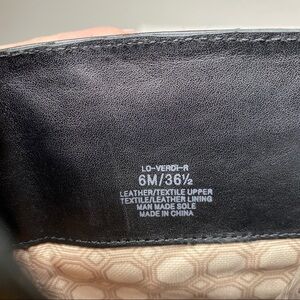 LO-VERDI-R
6M/36½
LEATHER/TEXTILE UPPER
TEXTILE/LEATHER LINING
MAN MADE SOLE
MADE IN CHINA